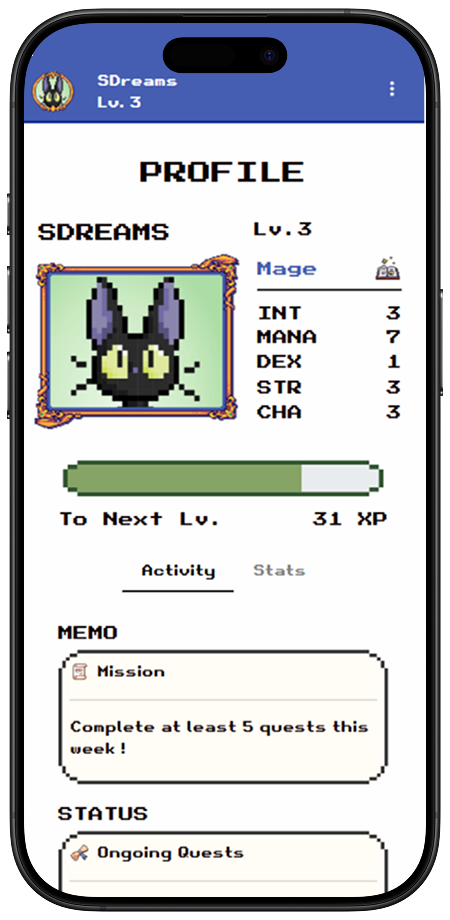 SDreams
Lv. 3
PROFILE
SDREAMS
Lv.3
Mage
INT 3
MANA 7
DEX 1
STR 3
CHA 3
To Next Lv. 31 XP
Activity Stats
MEMO
Mission
Complete at least 5 quests this
week!
STATUS
Ongoing Quests